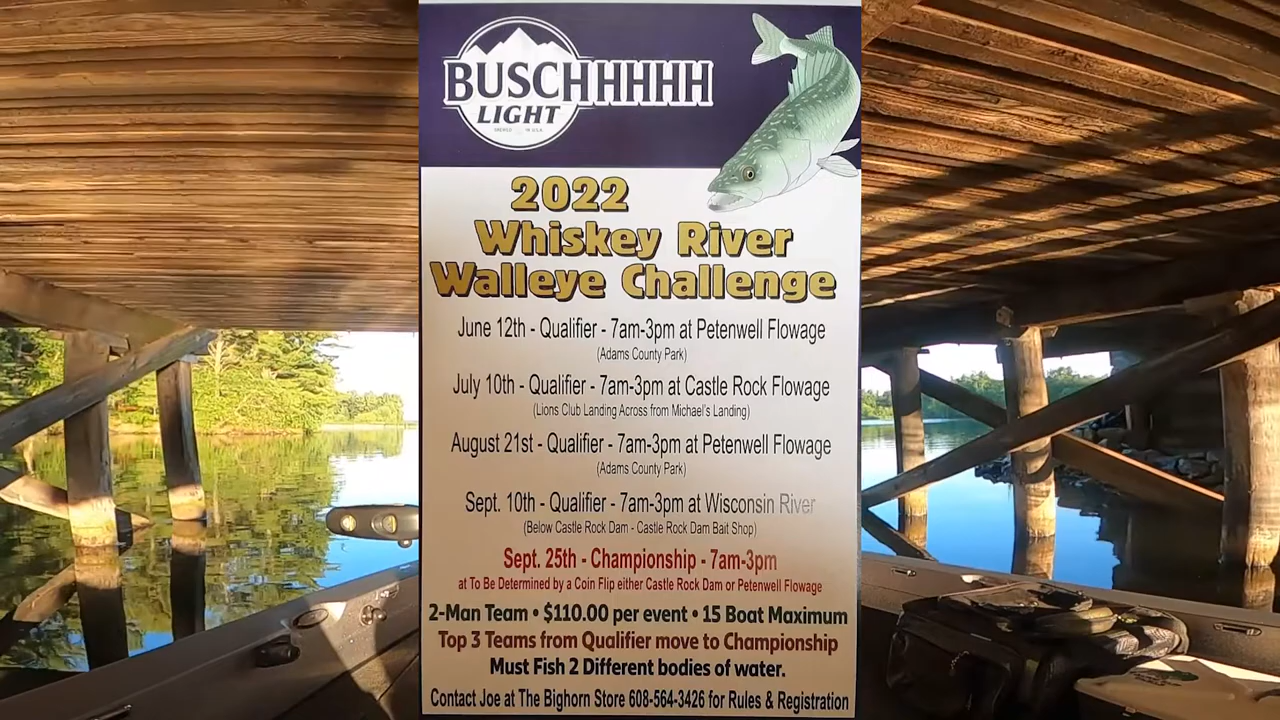 BUSCHHHHH
LIGHT
2022
Whiskey River
Walleye Challenge
June 12th - Qualifier - 7am-3pm at Petenwell Flowage
(Adams County Park)
July 10th - Qualifier - 7am-3pm at Castle Rock Flowage
(Lions Club Landing Across from Michael's Landing)
August 21st - Qualifier - 7am-3pm at Petenwell Flowage
(Adams County Park)
Sept. 10th - Qualifier - 7am-3pm at Wisconsin River
(Below Castle Rock Dam - Castle Rock Dam Bait Shop)
Sept. 25th - Championship - 7am-3pm
at To Be Determined by a Coin Flip either Castle Rock Dam or Petenwell Flowage
2-Man Team • $110.00 per event • 15 Boat Maximum
Top 3 Teams from Qualifier move to Championship
Must Fish 2 Different bodies of water.
Contact Joe at The Bighorn Store 608-564-3426 for Rules & Registration